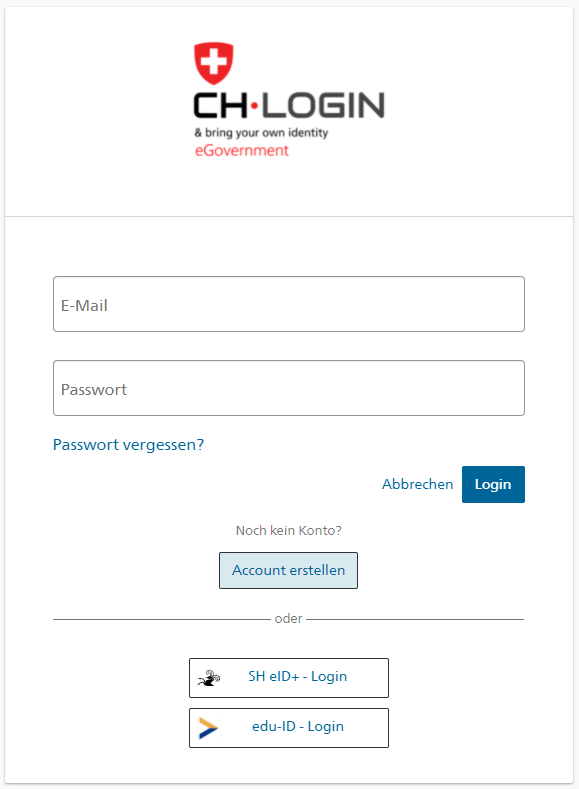 CH·LOGIN
& bring your own identity
eGovernment
E-Mail
Passwort
Passwort vergessen?
Abbrechen Login
Noch kein Konto?
Account erstellen
oder
SH eID+ - Login
edu-ID - Login